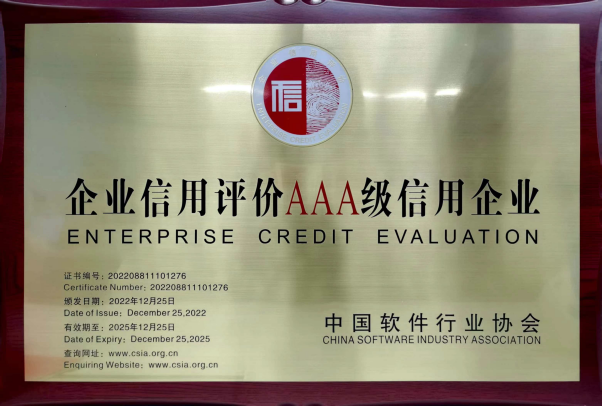 信
企业信用评价AAA级信用企业
ENTERPRISE CREDIT EVALUATION
证书编号：202208811101276
Certificate Number: 202208811101276
颁发日期：2022年12月25日
Date of Issue: December 25,2022
有效期至：2025年12月25日
Date of Expiry: December 25,2025
查询网址：www.csia.org.cn
Enquiring Website: www.csia.org.cn
中国软件行业协会
CHINA SOFTWARE INDUSTRY ASSOCIATION